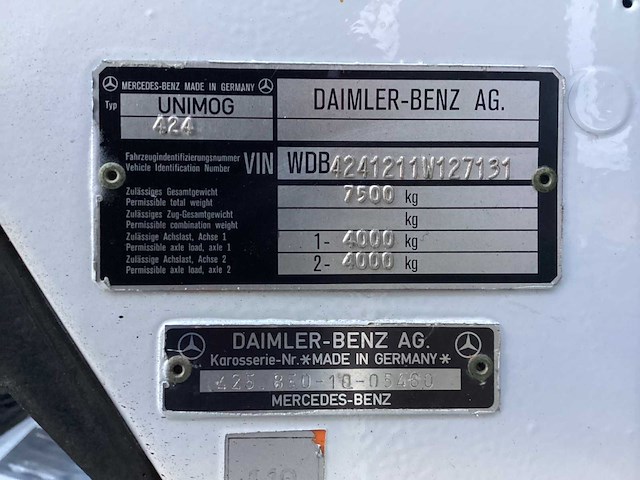 MERCEDES-BENZ MADE IN GERMANY
Typ UNIMOG
424
DAIMLER-BENZ AG.
Fahrzeugidentifizierungsnummer
Vehicle Identification Number
VIN WDB4241211W127131
Zulässiges Gesamtgewicht
Permissible total weight
7500 kg
Zulässiges Zug-Gesamtgewicht
Permissible combination weight
kg
Zulässige Achslast, Achse 1
Permissible axle load, axle 1
1- 4000 kg
Zulässige Achslast, Achse 2
Permissible axle load, axle 2
2- 4000 kg
DAIMLER-BENZ AG.
Karosserie-Nr.*MADE IN GERMANY*
MERCEDES-BENZ